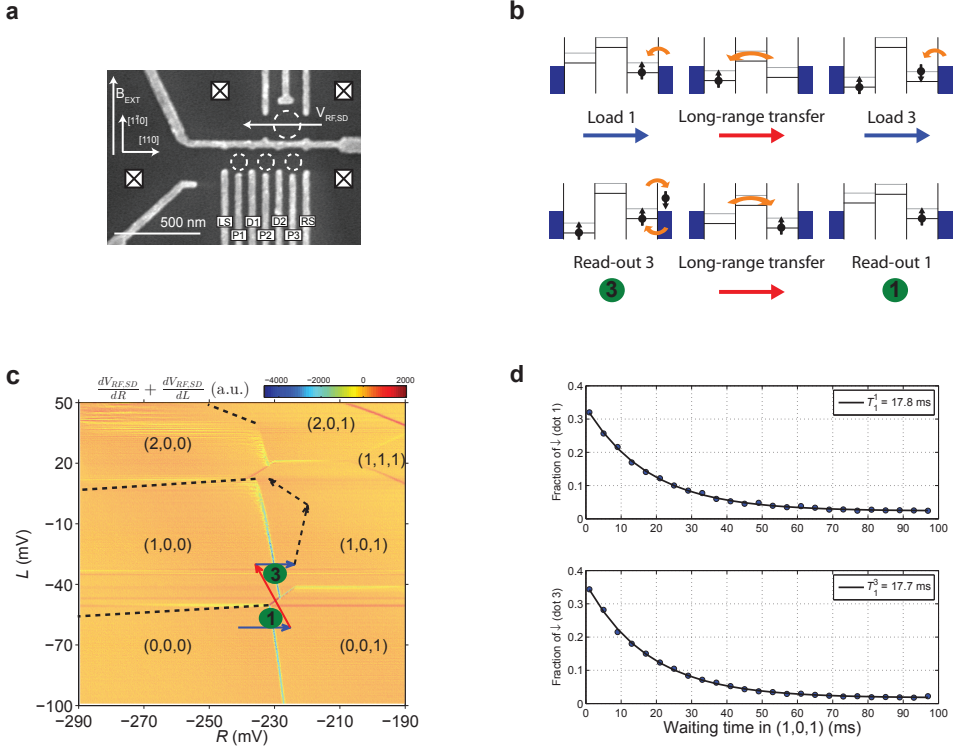 a
B_EXT
[11̄0]
[110]
V_RF,SD
500 nm
LS
D1
D2
RS
P1
P2
P3
b
Load 1
Long-range transfer
Load 3
Read-out 3
Long-range transfer
Read-out 1
3
1
c
dV_RF,SD/dR + dV_RF,SD/dL (a.u.)
−4000 −2000 0 2000
50
20
−10
−40
−70
−100
L (mV)
(2,0,0)
(2,0,1)
(1,1,1)
(1,0,0)
(1,0,1)
3
1
(0,0,0)
(0,0,1)
−290 −250 −230 −210 −190
R (mV)
d
Fraction of ↓ (dot 1)
0.4
0.3
0.2
0.1
0
T_1^1 = 17.8 ms
0 10 20 30 40 50 60 70 80 90 100
Fraction of ↓ (dot 3)
0.4
0.3
0.2
0.1
0
T_1^3 = 17.7 ms
0 10 20 30 40 50 60 70 80 90 100
Waiting time in (1,0,1) (ms)